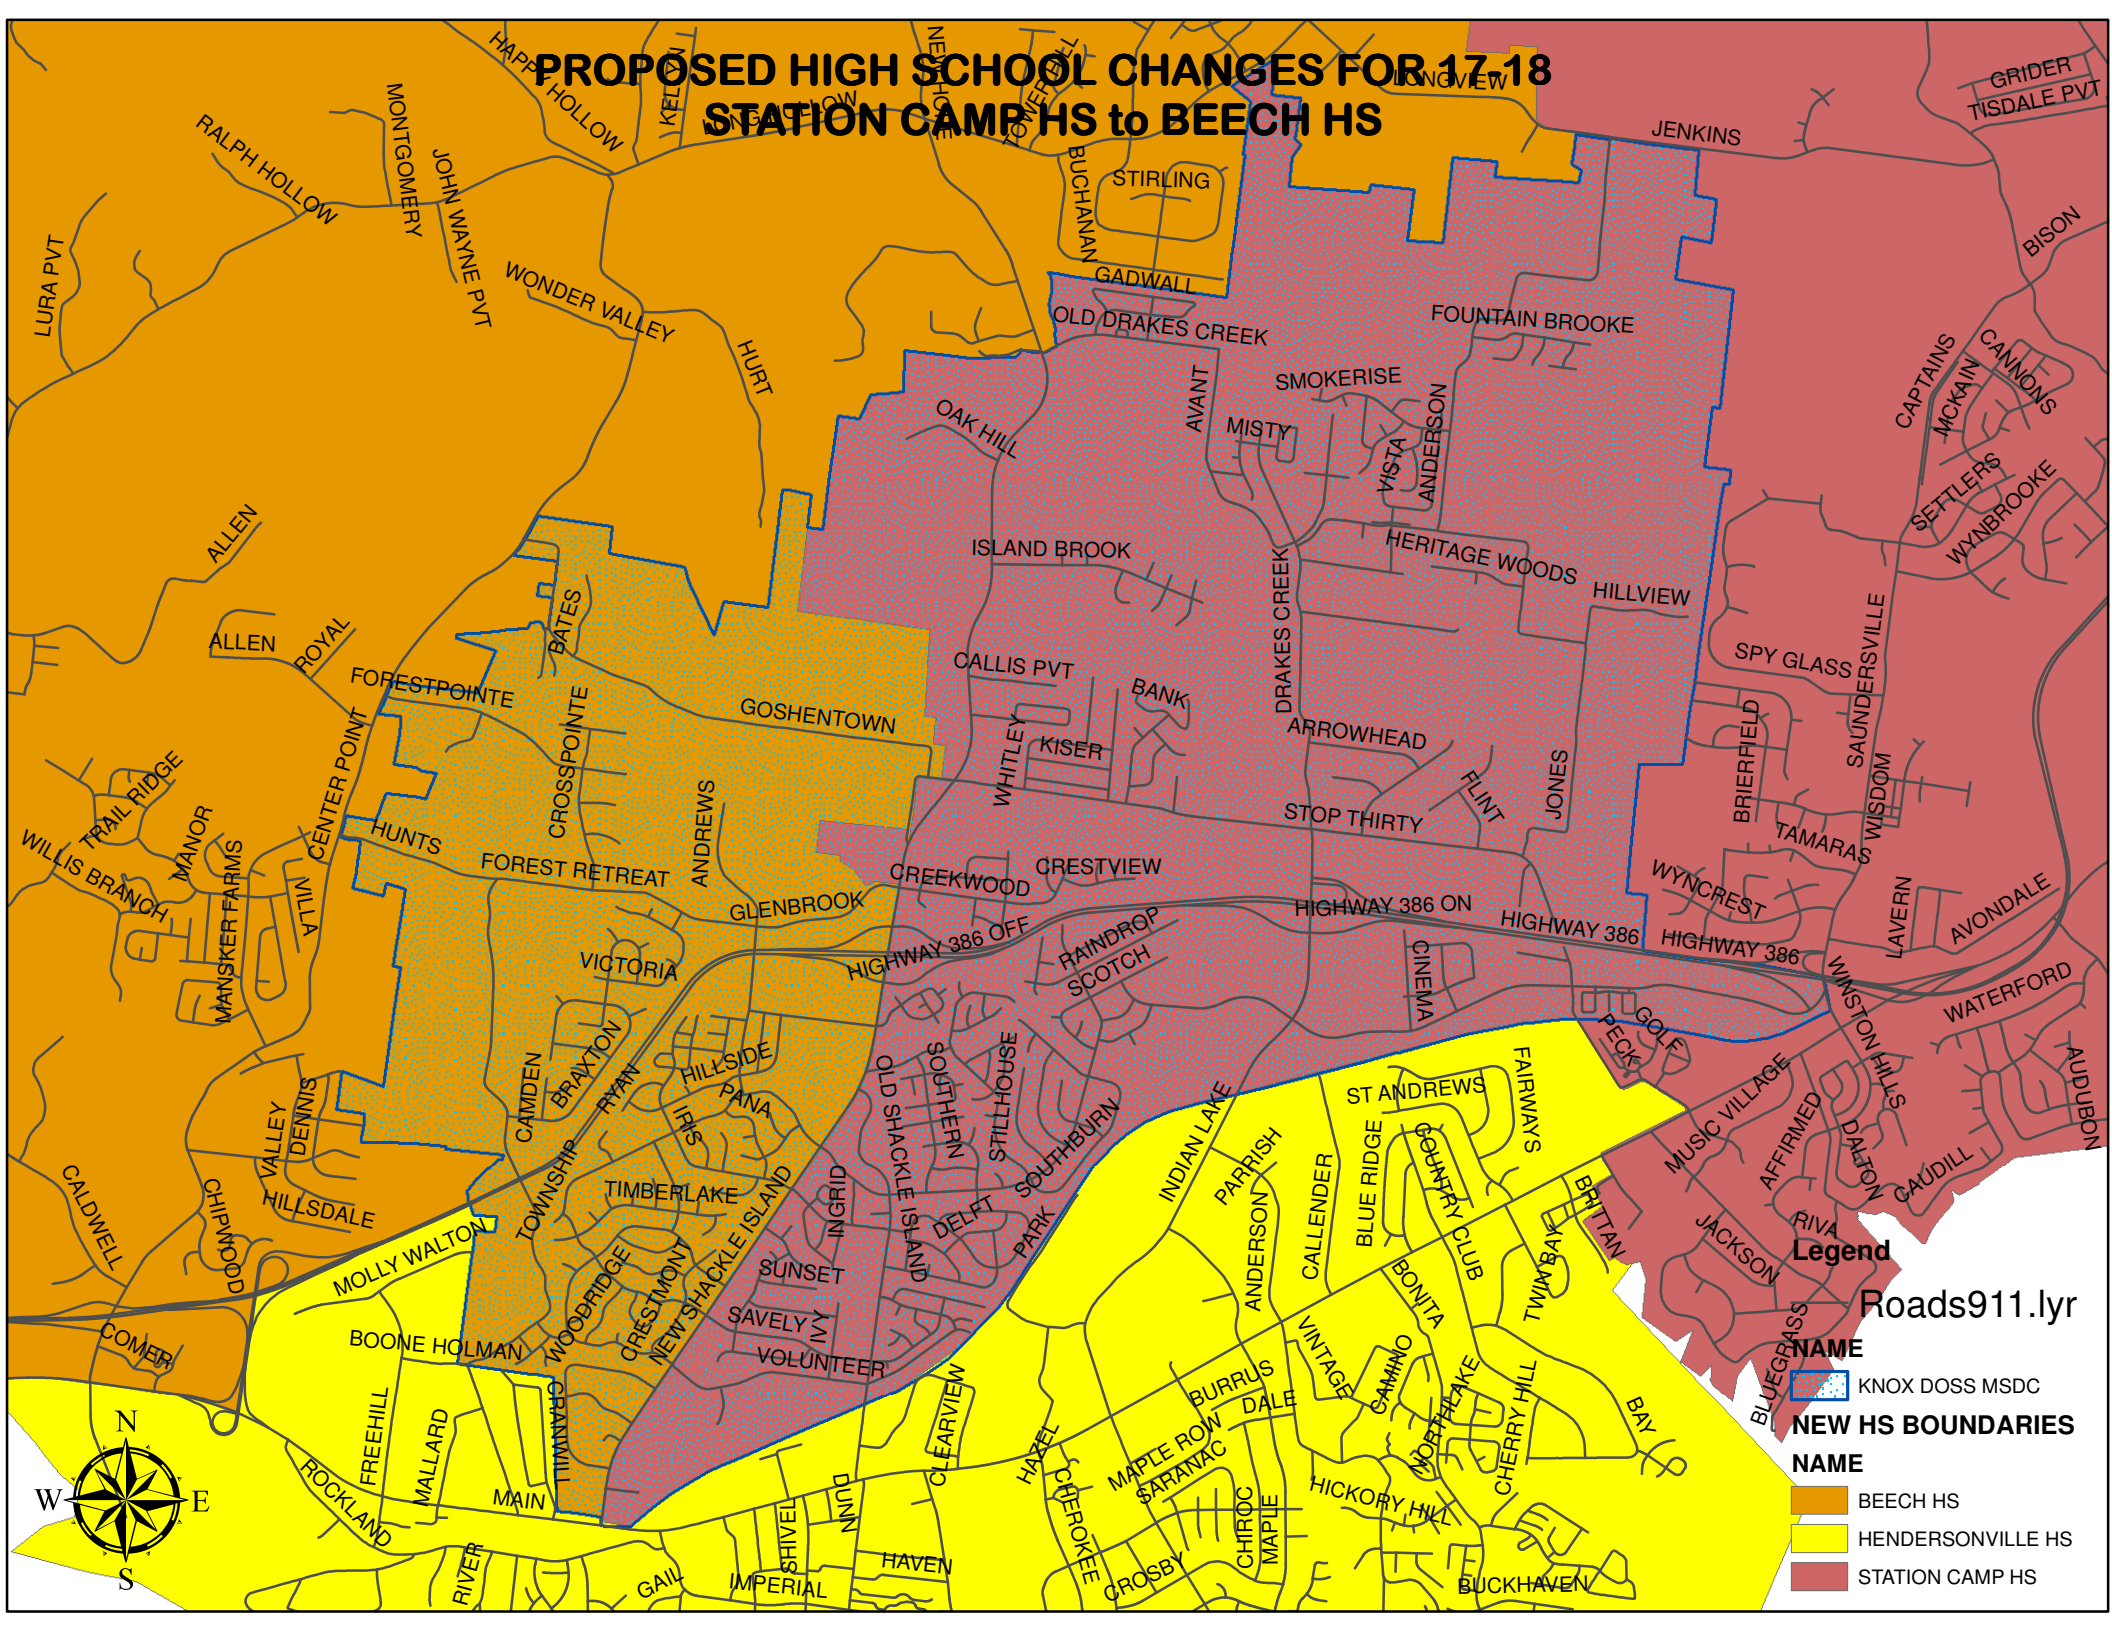 PROPOSED HIGH SCHOOL CHANGES FOR 17-18
STATION CAMP HS to BEECH HS
HAPPY HOLLOW
KELTON
LONG HOLLOW
NEW HOPE
TOWER HILL
LONGVIEW
GRIDER
TISDALE PVT
JENKINS
RALPH HOLLOW
MONTGOMERY
JOHN WAYNE PVT
BUCHANAN
STIRLING
BISON
LURA PVT
WONDER VALLEY
GADWALL
OLD DRAKES CREEK
FOUNTAIN BROOKE
HURT
AVANT
SMOKERISE
ANDERSON
CAPTAINS
MCKAIN
CANNONS
OAK HILL
MISTY
VISTA
SETTLERS
WYNBROOKE
ALLEN
ISLAND BROOK
HERITAGE WOODS
HILLVIEW
DRAKES CREEK
BATES
ALLEN
ROYAL
FORESTPOINTE
CALLIS PVT
BANK
SPY GLASS
SAUNDERSVILLE
CROSSPOINTE
GOSHENTOWN
WHITLEY
KISER
ARROWHEAD
BRIERFIELD
TRAIL RIDGE
MANOR
CENTER POINT
ANDREWS
FLINT
JONES
WISDOM
WILLIS BRANCH
MANSKER FARMS
VILLA
HUNTS
FOREST RETREAT
GLENBROOK
CREEKWOOD
CRESTVIEW
STOP THIRTY
TAMARAS
WYNCREST
LAVERN
AVONDALE
HIGHWAY 386 OFF
RAINDROP
SCOTCH
HIGHWAY 386 ON
HIGHWAY 386
HIGHWAY 386
VICTORIA
CINEMA
WINSTON HILLS
WATERFORD
CAMDEN
BRAXTON
RYAN
HILLSIDE
PANA
IRIS
OLD SHACKLE ISLAND
SOUTHERN
STILLHOUSE
SOUTHBURN
PECK
GOLF
AUDUBON
VALLEY
DENNIS
INDIAN LAKE
ST ANDREWS
FAIRWAYS
MUSIC VILLAGE
AFFIRMED
DALTON
CAUDILL
CALDWELL
CHIPWOOD
HILLSDALE
TOWNSHIP
TIMBERLAKE
NEW SHACKLE ISLAND
INGRID
DELFT
PARK
PARRISH
ANDERSON
CALLENDER
BLUE RIDGE
COUNTRY CLUB
BRITTAN
JACKSON
RIVA
MOLLY WALTON
WOODRIDGE
CRESTMONT
SUNSET
SAVELY
IVY
VOLUNTEER
BONITA
TWIN BAY
BLUEGRASS
COMER
BOONE HOLMAN
CRANWILL
CLEARVIEW
BURRUS
DALE
VINTAGE
CAMINO
NORTHLAKE
CHERRY HILL
BAY
FREEHILL
MALLARD
MAIN
ROCKLAND
RIVER
GAIL
IMPERIAL
SHIVEL
DUNN
HAVEN
HAZEL
CHEROKEE
MAPLE ROW
SARANAC
CROSBY
CHIROC
MAPLE
HICKORY HILL
BUCKHAVEN
N
W
E
S
Legend
Roads911.lyr
NAME
KNOX DOSS MSDC
NEW HS BOUNDARIES
NAME
BEECH HS
HENDERSONVILLE HS
STATION CAMP HS